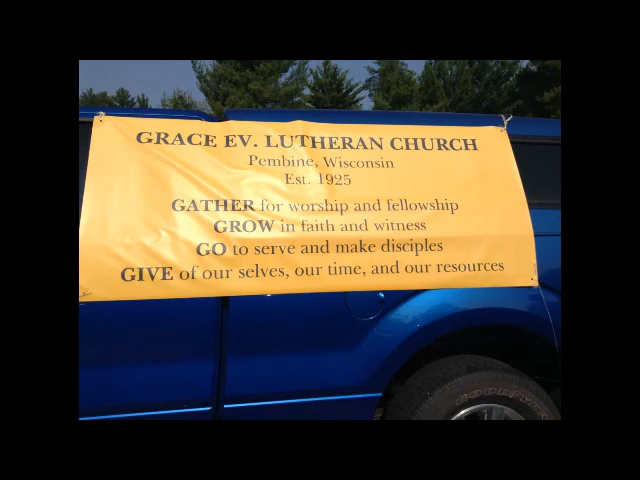 GRACE EV. LUTHERAN CHURCH
Pembine, Wisconsin
Est. 1925
GATHER for worship and fellowship
GROW in faith and witness
GO to serve and make disciples
GIVE of our selves, our time, and our resources
GOODYEAR